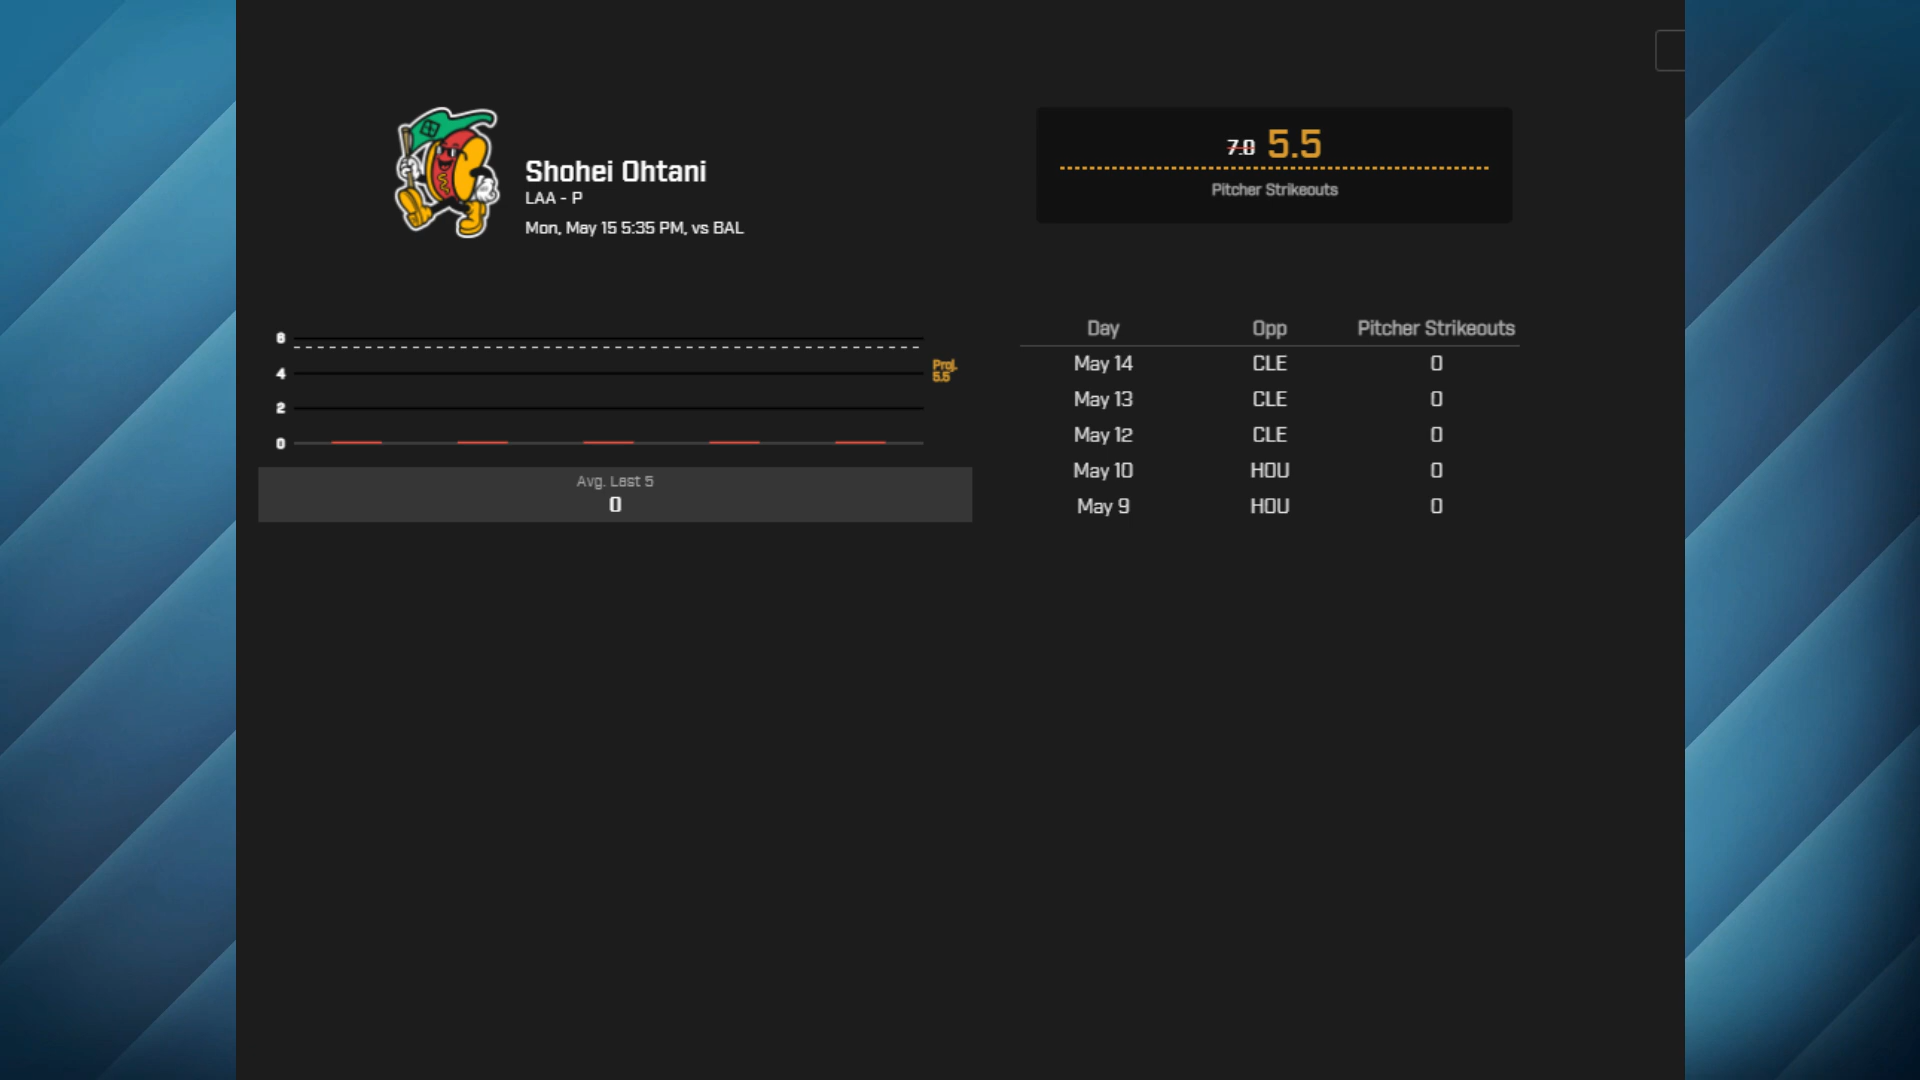 Shohei Ohtani
LAA - P
Mon, May 15 5:35 PM, vs BAL
7.0 5.5
Pitcher Strikeouts
6
4
2
0
Proj.
5.5
Avg. Last 5
0
Day Opp Pitcher Strikeouts
May 14 CLE 0
May 13 CLE 0
May 12 CLE 0
May 10 HOU 0
May 9 HOU 0